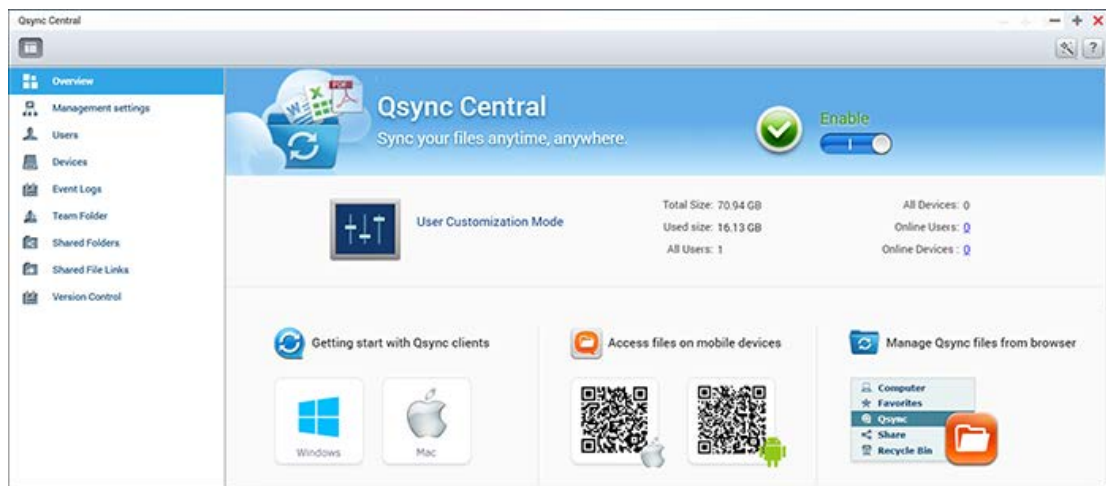 Qsync Central
?
Overview
Management settings
Users
Devices
Event Logs
Team Folder
Shared Folders
Shared File Links
Version Control
W
X
PDF
Qsync Central
Sync your files anytime, anywhere.
Enable
User Customization Mode
Total Size: 70.94 GB
Used size: 16.13 GB
All Users: 1
All Devices: 0
Online Users: 0
Online Devices : 0
Getting start with Qsync clients
Windows
Mac
Access files on mobile devices
Manage Qsync files from browser
Computer
Favorites
Qsync
Share
Recycle Bin